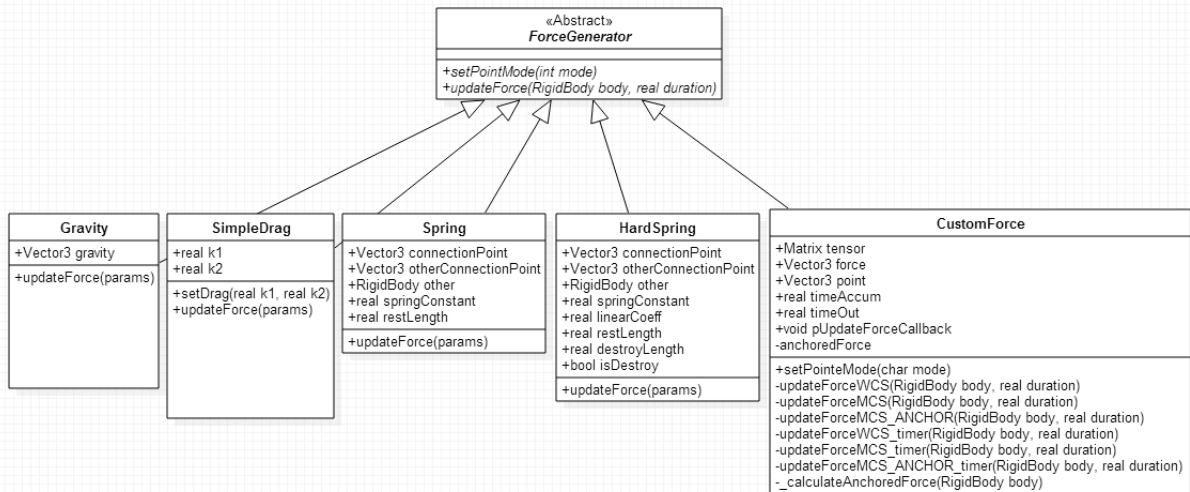 «Abstract»
ForceGenerator
+setPointMode(int mode)
+updateForce(RigidBody body, real duration)
Gravity
+Vector3 gravity
+updateForce(params)
SimpleDrag
+real k1
+real k2
+setDrag(real k1, real k2)
+updateForce(params)
Spring
+Vector3 connectionPoint
+Vector3 otherConnectionPoint
+RigidBody other
+real springConstant
+real restLength
+updateForce(params)
HardSpring
+Vector3 connectionPoint
+Vector3 otherConnectionPoint
+RigidBody other
+real springConstant
+real linearCoeff
+real restLength
+real destroyLength
+bool isDestroy
+updateForce(params)
CustomForce
+Matrix tensor
+Vector3 force
+Vector3 point
+real timeAccum
+real timeOut
+void pUpdateForceCallback
-anchoredForce
+setPointeMode(char mode)
-updateForceWCS(RigidBody body, real duration)
-updateForceMCS(RigidBody body, real duration)
-updateForceMCS_ANCHOR(RigidBody body, real duration)
-updateForceWCS_timer(RigidBody body, real duration)
-updateForceMCS_timer(RigidBody body, real duration)
-updateForceMCS_ANCHOR_timer(RigidBody body, real duration)
-_calculateAnchoredForce(RigidBody body)